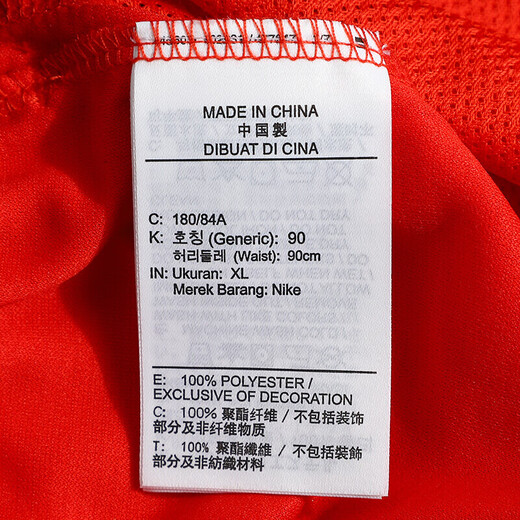 MADE IN CHINA
中国製
DIBUAT DI CINA
C: 180/84A
K: 호칭 (Generic): 90
허리둘레 (Waist): 90cm
IN: Ukuran: XL
Merek Barang: Nike
E: 100% POLYESTER /
EXCLUSIVE OF DECORATION
C: 100% 聚酯纤维 / 不包括装饰
部分及非纤维物质
T: 100% 聚酯纖維 / 不包括裝飾
部分及非紡織材料